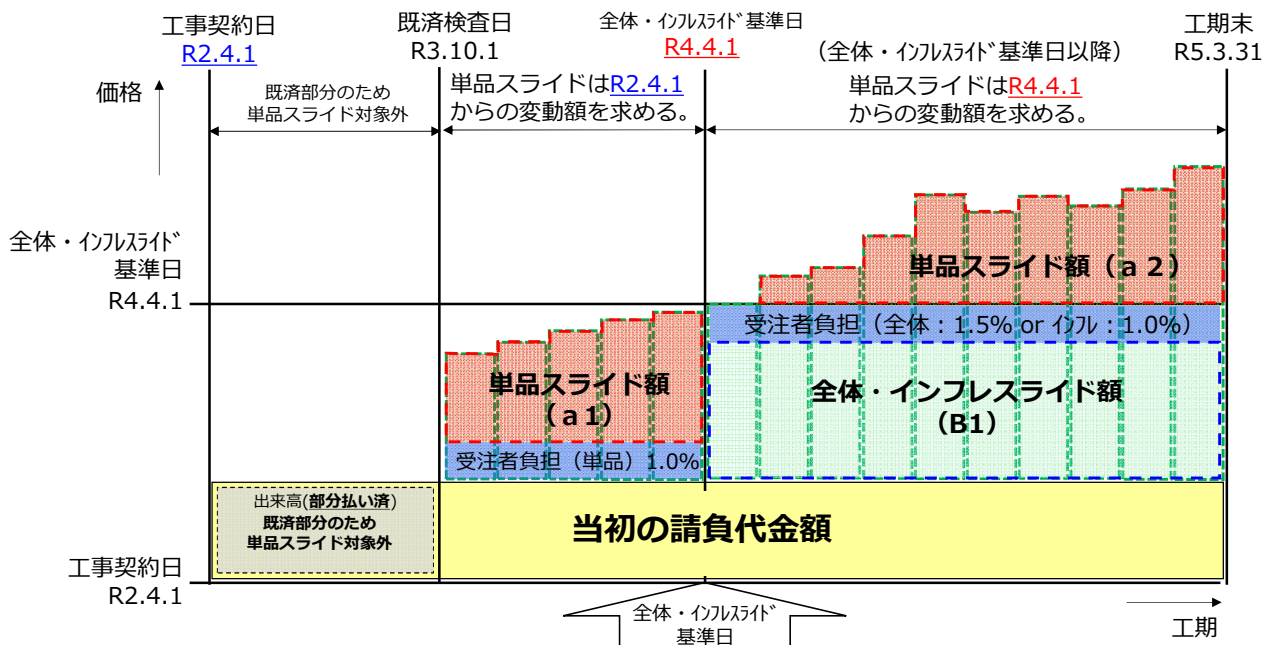 工事契約日
R2.4.1
既済検査日
R3.10.1
全体・ｲﾝﾌﾚｽﾗｲﾄﾞ基準日
R4.4.1
工期末
R5.3.31
（全体・ｲﾝﾌﾚｽﾗｲﾄﾞ基準日以降）
価格
既済部分のため
単品スライド対象外
単品スライドはR2.4.1
からの変動額を求める。
単品スライドはR4.4.1
からの変動額を求める。
全体・ｲﾝﾌﾚｽﾗｲﾄﾞ
基準日
R4.4.1
単品スライド額（ａ２）
受注者負担（全体：1.5% or ｲﾝﾌﾚ：1.0%）
単品スライド額
（ａ1）
全体・インフレスライド額
（B1）
受注者負担（単品）1.0%
出来高(部分払い済)
既済部分のため
単品スライド対象外
当初の請負代金額
工事契約日
R2.4.1
全体・ｲﾝﾌﾚｽﾗｲﾄﾞ
基準日
工期